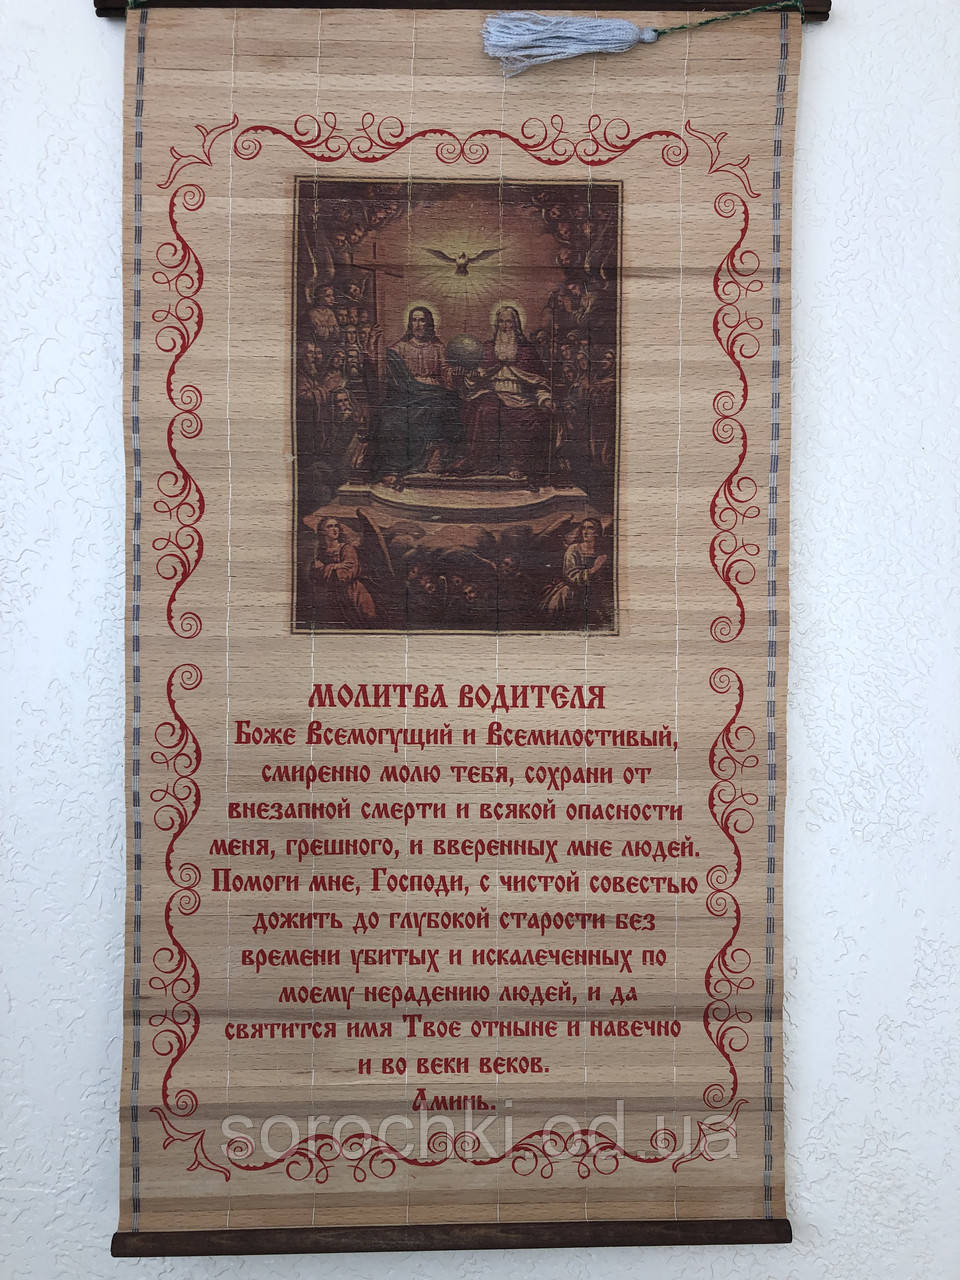 МОЛИТВА ВОДИТЕЛЯ
Боже Всемогущий и Всемилостивый,
смиренно молю тебя, сохрани от
внезапной смерти и всякой опасности
меня, грешного, и вверенных мне людей.
Помоги мне, Господи, с чистой совестью
дожить до глубокой старости без
времени убитых и искалеченных по
моему нерадению людей, и да
святится имя Твое отныне и навечно
и во веки веков.
Аминь.
sorochki.od.ua